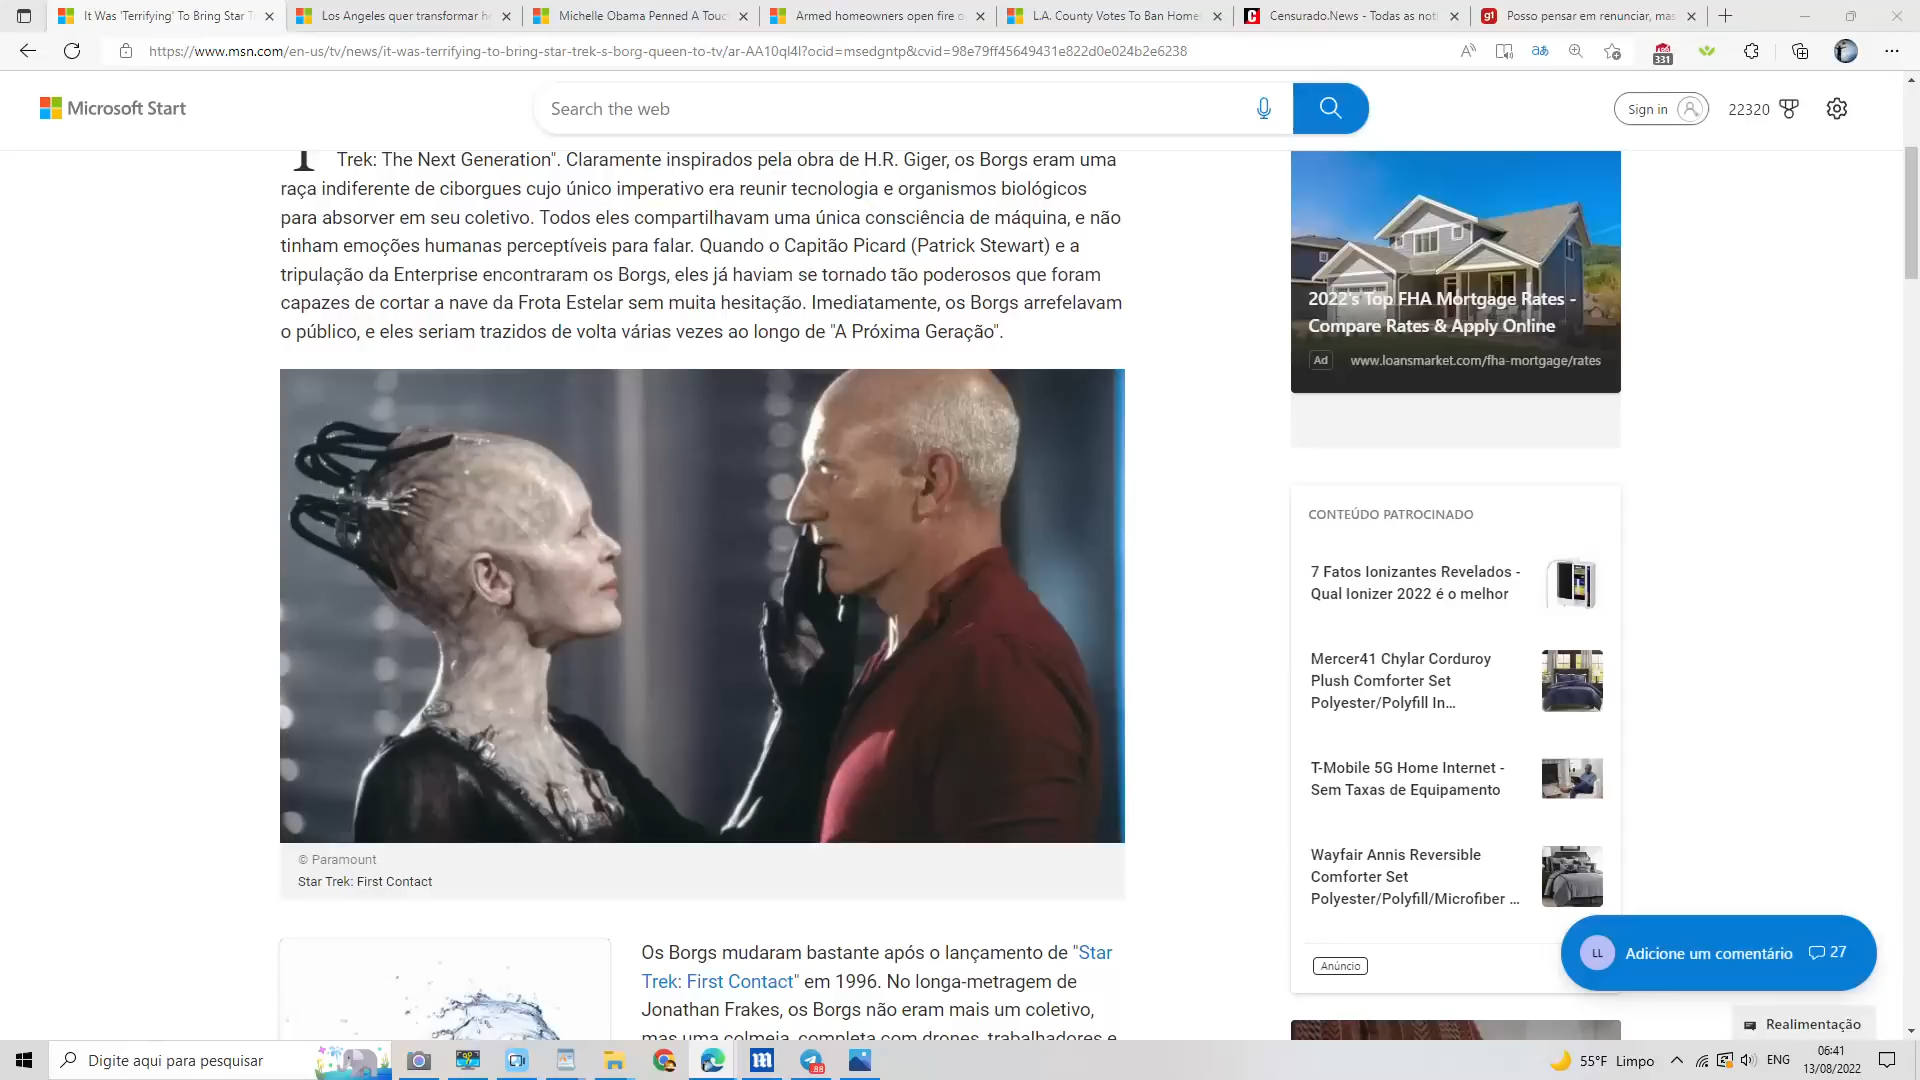 It Was 'Terrifying' To Bring Star T
Los Angeles quer transformar h
Michelle Obama Penned A Touc
Armed homeowners open fire o
L.A. County Votes To Ban Home
Censurado.News - Todas as not
Posso pensar em renunciar, mas
https://www.msn.com/en-us/tv/news/it-was-terrifying-to-bring-star-trek-s-borg-queen-to-tv/ar-AA10ql4I?ocid=msedgntp&cvid=98e79ff45649431e822d0e024b2e6238
331
Microsoft Start
Search the web
Sign in
22320
Trek: The Next Generation". Claramente inspirados pela obra de H.R. Giger, os Borgs eram uma
raça indiferente de ciborgues cujo único imperativo era reunir tecnologia e organismos biológicos
para absorver em seu coletivo. Todos eles compartilhavam uma única consciência de máquina, e não
tinham emoções humanas perceptíveis para falar. Quando o Capitão Picard (Patrick Stewart) e a
tripulação da Enterprise encontraram os Borgs, eles já haviam se tornado tão poderosos que foram
capazes de cortar a nave da Frota Estelar sem muita hesitação. Imediatamente, os Borgs arrefelavam
o público, e eles seriam trazidos de volta várias vezes ao longo de "A Próxima Geração".
© Paramount
Star Trek: First Contact
Os Borgs mudaram bastante após o lançamento de "Star
Trek: First Contact" em 1996. No longa-metragem de
Jonathan Frakes, os Borgs não eram mais um coletivo,
mas uma colmeia, completa com drones, trabalhadores e
2022's Top FHA Mortgage Rates -
Compare Rates & Apply Online
Ad www.loansmarket.com/fha-mortgage/rates
CONTEÚDO PATROCINADO
7 Fatos Ionizantes Revelados -
Qual Ionizer 2022 é o melhor
Mercer41 Chylar Corduroy
Plush Comforter Set
Polyester/Polyfill In...
T-Mobile 5G Home Internet -
Sem Taxas de Equipamento
Wayfair Annis Reversible
Comforter Set
Polyester/Polyfill/Microfiber ...
Anúncio
LL Adicione um comentário 27
Realimentação
Digite aqui para pesquisar
88
55°F Limpo
ENG
06:41
13/08/2022